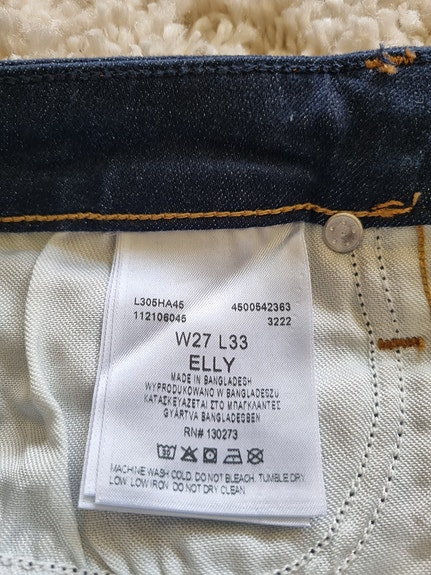 L305HA45 4500542363
112106045 3222
W27 L33
ELLY
MADE IN BANGLADESH
WYPRODUKOWANO W BANGLADESZU
ΚΑΤΑΣΚΕΥΑΖΕΤΑΙ ΣΤΟ ΜΠΑΓΚΛΑΝΤΕΣ
GYÁRTVA BANGLADESBEN
RN# 130273
MACHINE WASH COLD. DO NOT BLEACH. TUMBLE DRY
LOW. LOW IRON. DO NOT DRY CLEAN